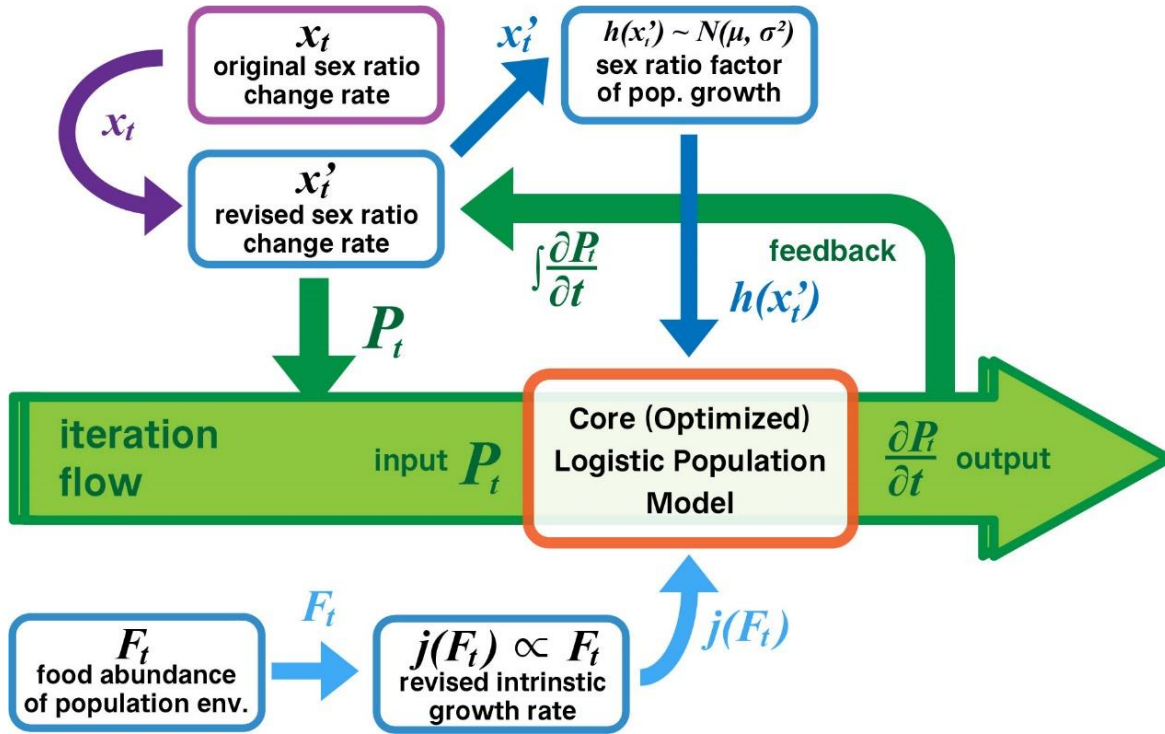 xₜ
original sex ratio
change rate
xₜ
xₜ’
revised sex ratio
change rate
xₜ’
h(xₜ’) ~ N(μ, σ²)
sex ratio factor
of pop. growth
h(xₜ’)
feedback
∫∂Pₜ/∂t
Pₜ
iteration
flow
input Pₜ
Core (Optimized)
Logistic Population
Model
∂Pₜ/∂t output
Fₜ
food abundance
of population env.
Fₜ
j(Fₜ) ∝ Fₜ
revised intrinstic
growth rate
j(Fₜ)